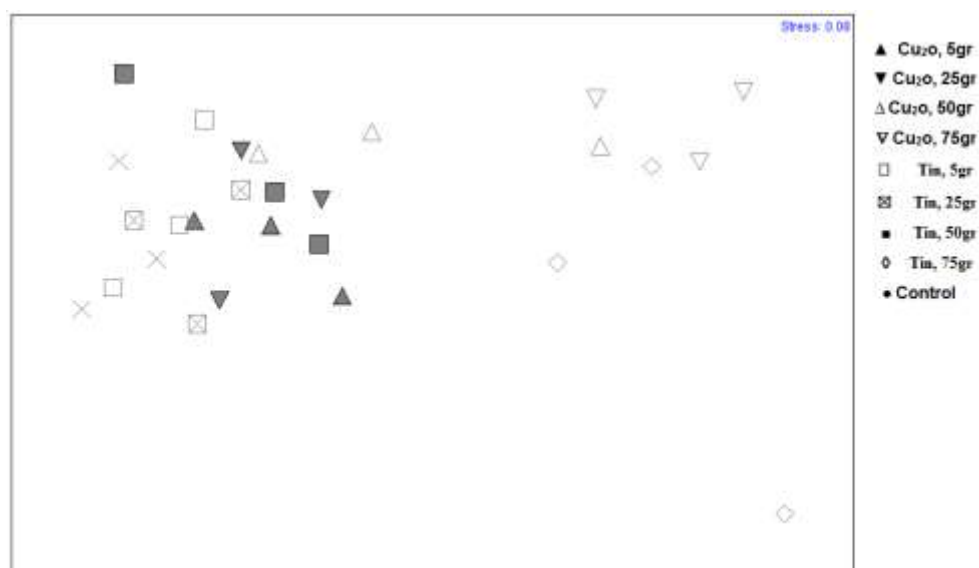 Stress: 0.08
Cu₂o, 5gr
Cu₂o, 25gr
Cu₂o, 50gr
Cu₂o, 75gr
Tin, 5gr
Tin, 25gr
Tin, 50gr
Tin, 75gr
Control